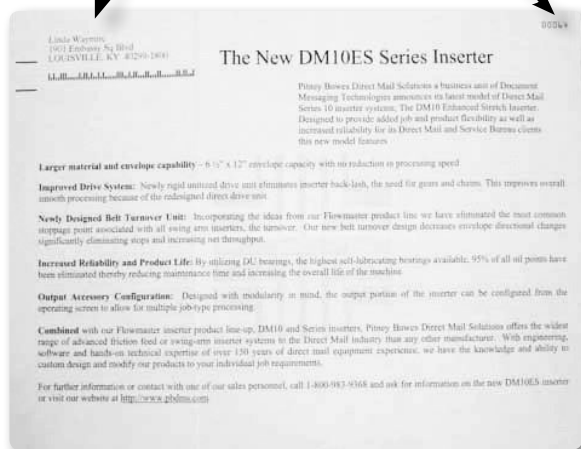 00064
Linda Waymire
1901 Embassy Sq Blvd
LOUISVILLE, KY 40299-1800
The New DM10ES Series Inserter
Pitney Bowes Direct Mail Solutions a business unit of Document
Messaging Technologies announces its latest model of Direct Mail
Series 10 inserter systems, The DM10 Enhanced Stretch Inserter.
Designed to provide added job and product flexibility as well as
increased reliability for its Direct Mail and Service Bureau clients
this new model features
Larger material and envelope capability – 6 ½" x 12" envelope capacity with no reduction in processing speed
Improved Drive System: Newly rigid unitized drive unit eliminates inserter back-lash, the need for gears and chains. This improves overall
smooth processing because of the redesigned direct drive unit
Newly Designed Belt Turnover Unit: Incorporating the ideas from our Flowmaster product line we have eliminated the most common
stoppage point associated with all swing arm inserters, the turnover. Our new belt turnover design decreases envelope directional changes
significantly eliminating stops and increasing net throughput.
Increased Reliability and Product Life: By utilizing DU bearings, the highest self-lubricating bearings available, 95% of all oil points have
been eliminated thereby reducing maintenance time and increasing the overall life of the machine.
Output Accessory Configuration: Designed with modularity in mind, the output portion of the inserter can be configured from the
operating screen to allow for multiple job-type processing.
Combined with our Flowmaster inserter product line-up, DM10 and Series inserters, Pitney Bowes Direct Mail Solutions offers the widest
range of advanced friction feed or swing-arm inserter systems to the Direct Mail industry than any other manufacturer. With engineering,
software and hands-on technical expertise of over 150 years of direct mail equipment experience, we have the knowledge and ability to
custom design and modify our products to your individual job requirements.
For further information or contact with one of our sales personnel, call 1-800-983-9368 and ask for information on the new DM10ES inserter
or visit our website at http://www.pbdms.com